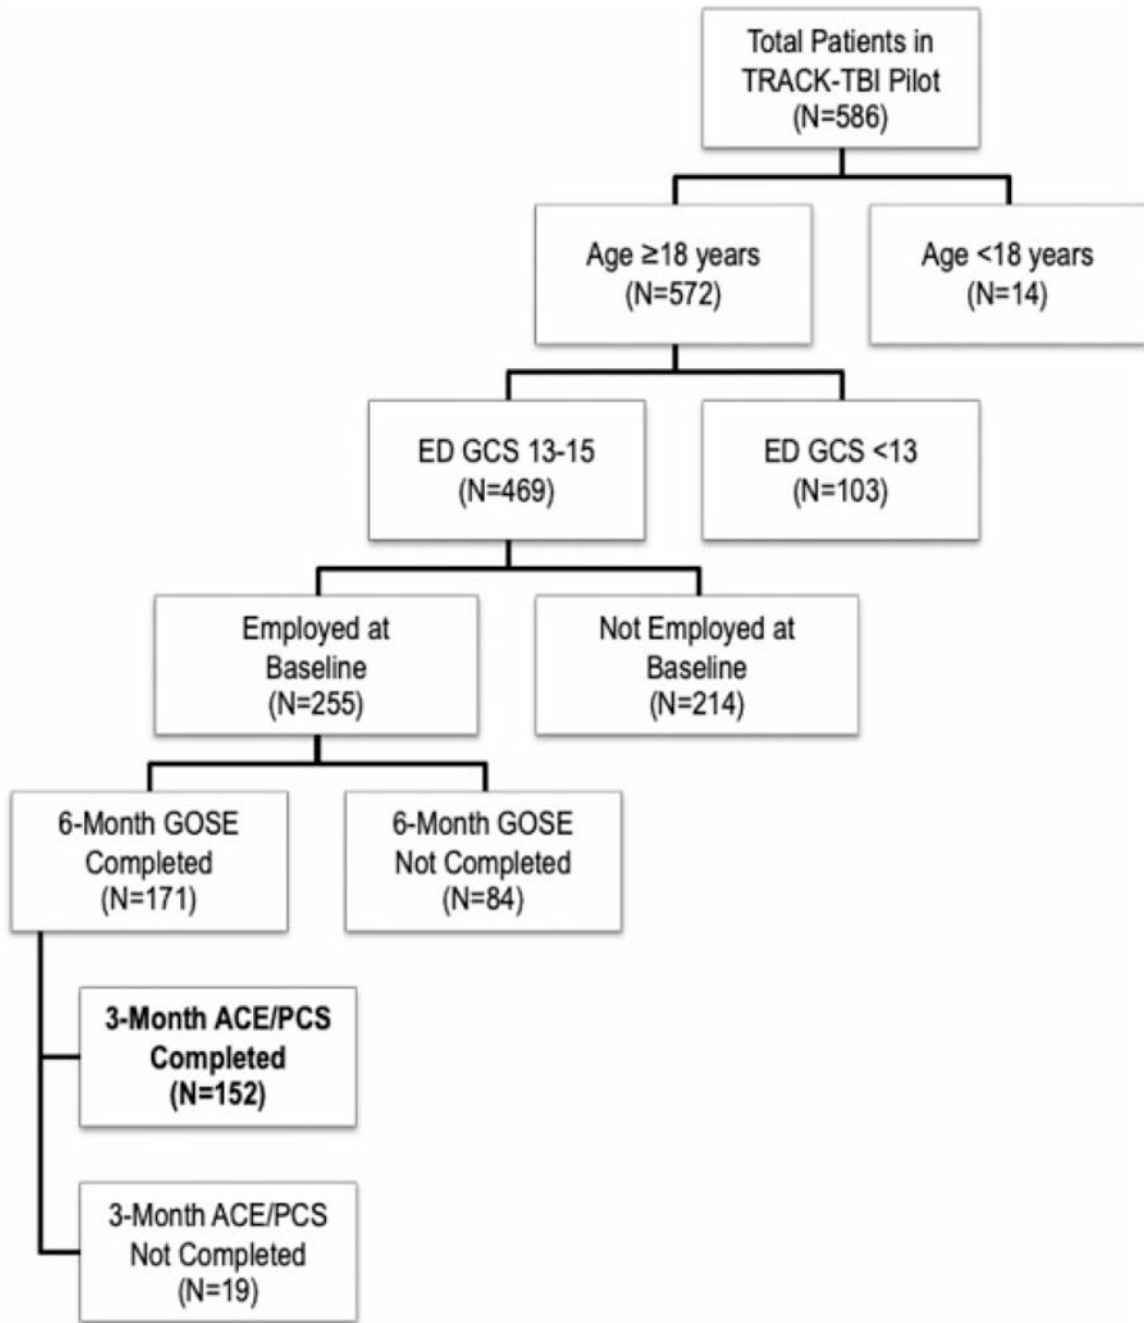 Total Patients in
TRACK-TBI Pilot
(N=586)
Age ≥18 years
(N=572)
Age <18 years
(N=14)
ED GCS 13-15
(N=469)
ED GCS <13
(N=103)
Employed at
Baseline
(N=255)
Not Employed at
Baseline
(N=214)
6-Month GOSE
Completed
(N=171)
6-Month GOSE
Not Completed
(N=84)
3-Month ACE/PCS
Completed
(N=152)
3-Month ACE/PCS
Not Completed
(N=19)